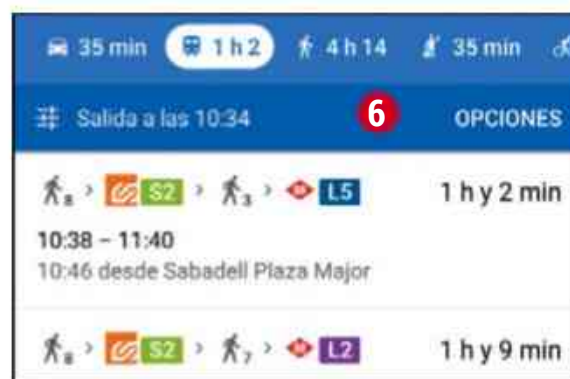 35 min 1 h 2 4 h 14 35 min
Salida a las 10:34 6 OPCIONES
8 > S2 > 3 > M L5 1 h y 2 min
10:38 – 11:40
10:46 desde Sabadell Plaza Major
8 > S2 > 7 > M L2 1 h y 9 min